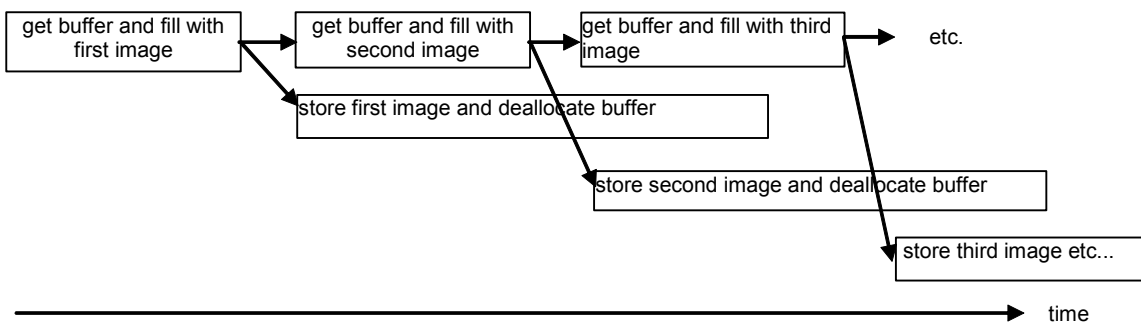 get buffer and fill with
first image
get buffer and fill with
second image
get buffer and fill with third
image
etc.
store first image and deallocate buffer
store second image and deallocate buffer
store third image etc...
time